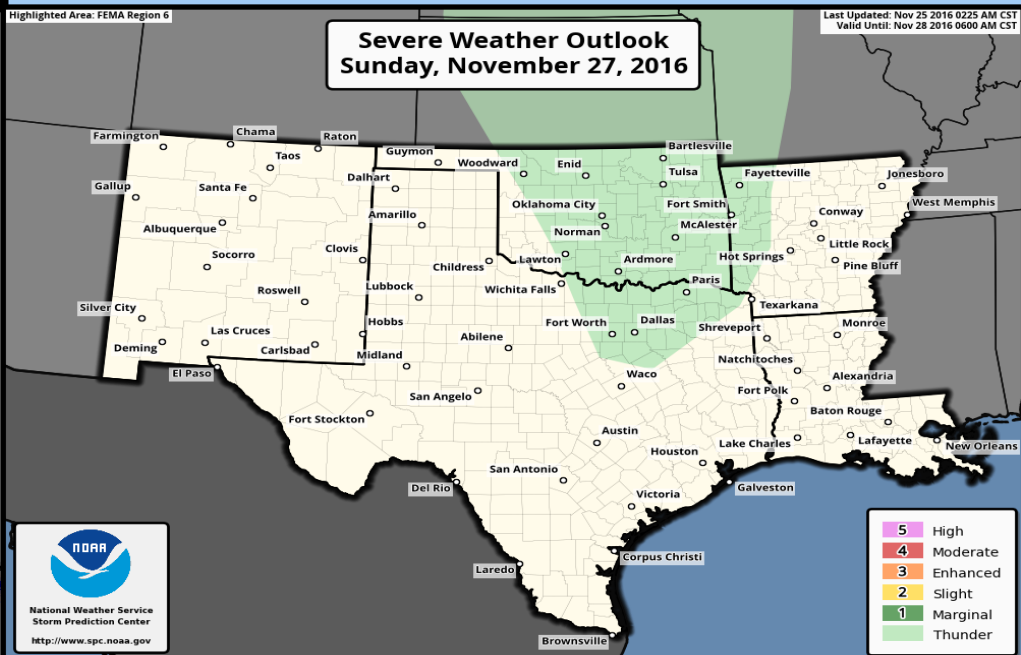 Highlighted Area: FEMA Region 6
Last Updated: Nov 25 2016 0225 AM CST
Valid Until: Nov 28 2016 0600 AM CST
Severe Weather Outlook
Sunday, November 27, 2016
Farmington
Chama
Raton
Taos
Guymon
Woodward
Enid
Bartlesville
Tulsa
Fayetteville
Jonesboro
Gallup
Santa Fe
Dalhart
Albuquerque
Amarillo
Oklahoma City
Norman
Fort Smith
McAlester
Conway
West Memphis
Socorro
Clovis
Childress
Lawton
Ardmore
Hot Springs
Little Rock
Pine Bluff
Roswell
Lubbock
Wichita Falls
Paris
Texarkana
Silver City
Las Cruces
Hobbs
Abilene
Fort Worth
Dallas
Shreveport
Monroe
Deming
Carlsbad
Midland
El Paso
Waco
Natchitoches
Alexandria
San Angelo
Fort Polk
Fort Stockton
Austin
Baton Rouge
Houston
Lake Charles
Lafayette
New Orleans
San Antonio
Del Rio
Victoria
Galveston
Corpus Christi
Laredo
Brownsville
NOAA
National Weather Service
Storm Prediction Center
http://www.spc.noaa.gov
5 High
4 Moderate
3 Enhanced
2 Slight
1 Marginal
Thunder